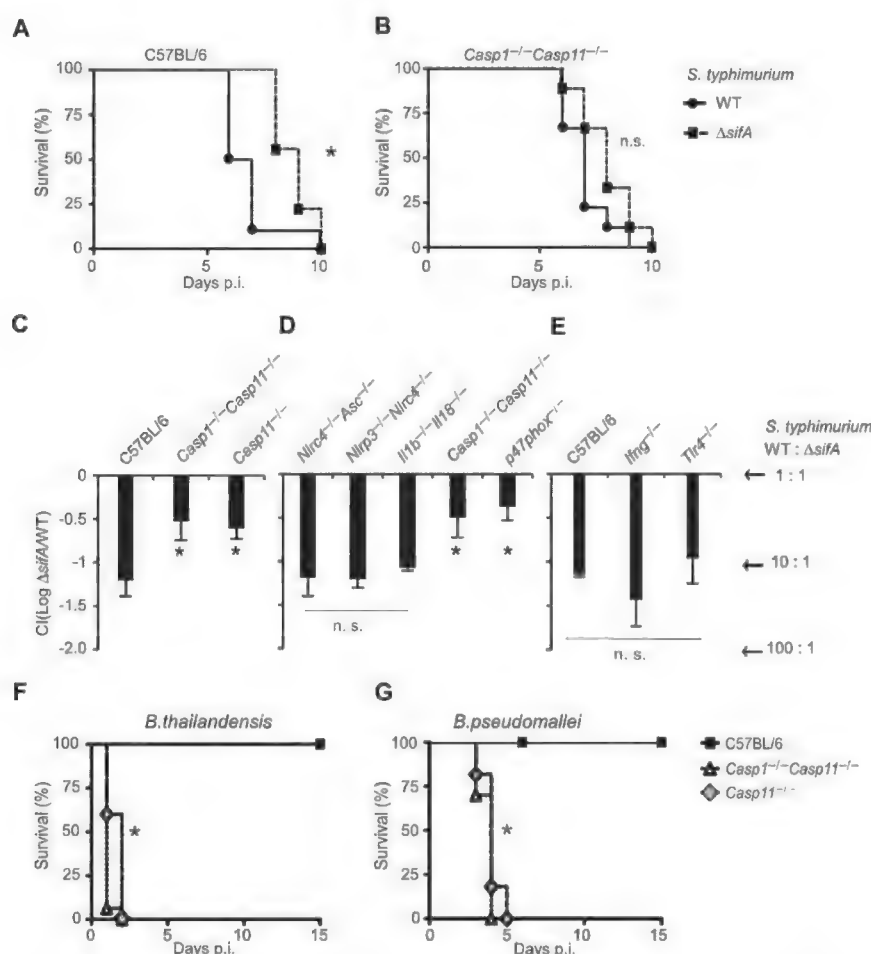 A
C57BL/6
Survival (%)
100
75
50
25
0
*
0 5 10
Days p.i.
B
Casp1−/−Casp11−/−
Survival (%)
100
75
50
25
0
n.s.
0 5 10
Days p.i.
S. typhimurium
WT
ΔsifA
C
C57BL/6
Casp1−/−Casp11−/−
Casp11−/−
CI(Log ΔsifA/WT)
0
-0.5
-1
-1.5
-2.0
* *
D
Nlrc4−/−Asc−/−
Nlrp3−/−Nlrc4−/−
Il1b−/−Il18−/−
Casp1−/−Casp11−/−
p47phox−/−
* *
n. s.
E
C57BL/6
Ifng−/−
Tlr4−/−
n. s.
S. typhimurium
WT : ΔsifA
1 : 1
10 : 1
100 : 1
F
B.thailandensis
Survival (%)
100
75
50
25
0
*
0 5 10 15
Days p.i.
G
B.pseudomallei
Survival (%)
100
75
50
25
0
*
0 5 10 15
Days p.i.
C57BL/6
Casp1−/−Casp11−/−
Casp11−/−